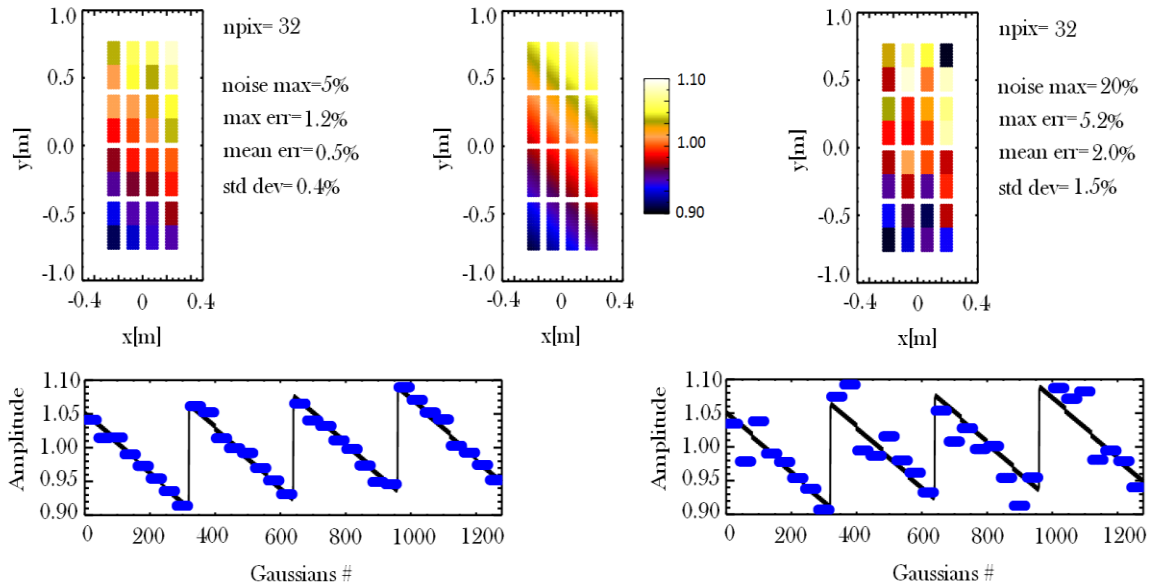 1.0
0.5
0.0
-0.5
-1.0
y[m]
-0.4 0 0.4
x[m]
npix= 32
noise max=5%
max err=1.2%
mean err=0.5%
std dev=0.4%
1.0
0.5
0.0
-0.5
-1.0
y[m]
-0.4 0 0.4
x[m]
1.10
1.00
0.90
1.0
0.5
0.0
-0.5
-1.0
y[m]
-0.4 0 0.4
x[m]
npix= 32
noise max=20%
max err=5.2%
mean err=2.0%
std dev=1.5%
1.10
1.05
1.00
0.95
0.90
Amplitude
0 200 400 600 800 1000 1200
Gaussians #
1.10
1.05
1.00
0.95
0.90
Amplitude
0 200 400 600 800 1000 1200
Gaussians #